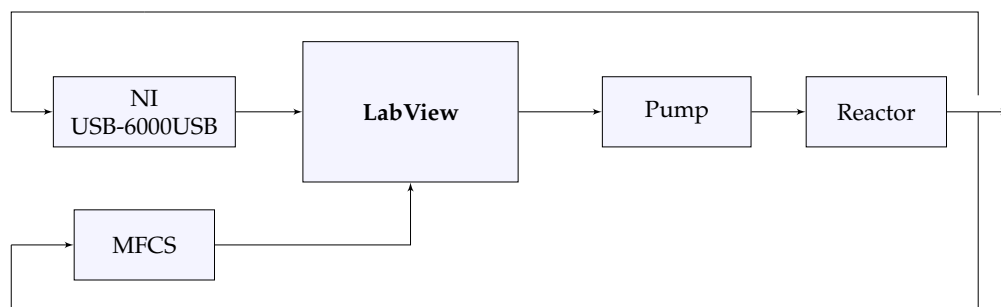 NI
USB-6000USB
LabView
Pump
Reactor
MFCS